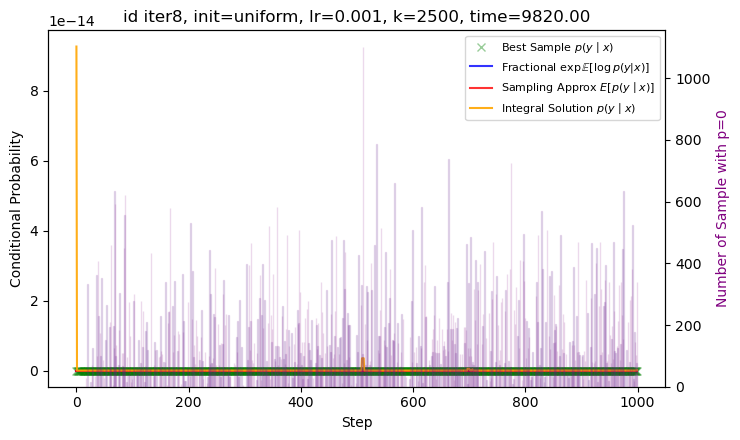 id iter8, init=uniform, lr=0.001, k=2500, time=9820.00
1e−14
Best Sample p(y | x)
Fractional exp𝔼[log p(y|x)]
Sampling Approx E[p(y | x)]
Integral Solution p(y | x)
Conditional Probability
8
6
4
2
0
Number of Sample with p=0
1000
800
600
400
200
0
0
200
400
600
800
1000
Step